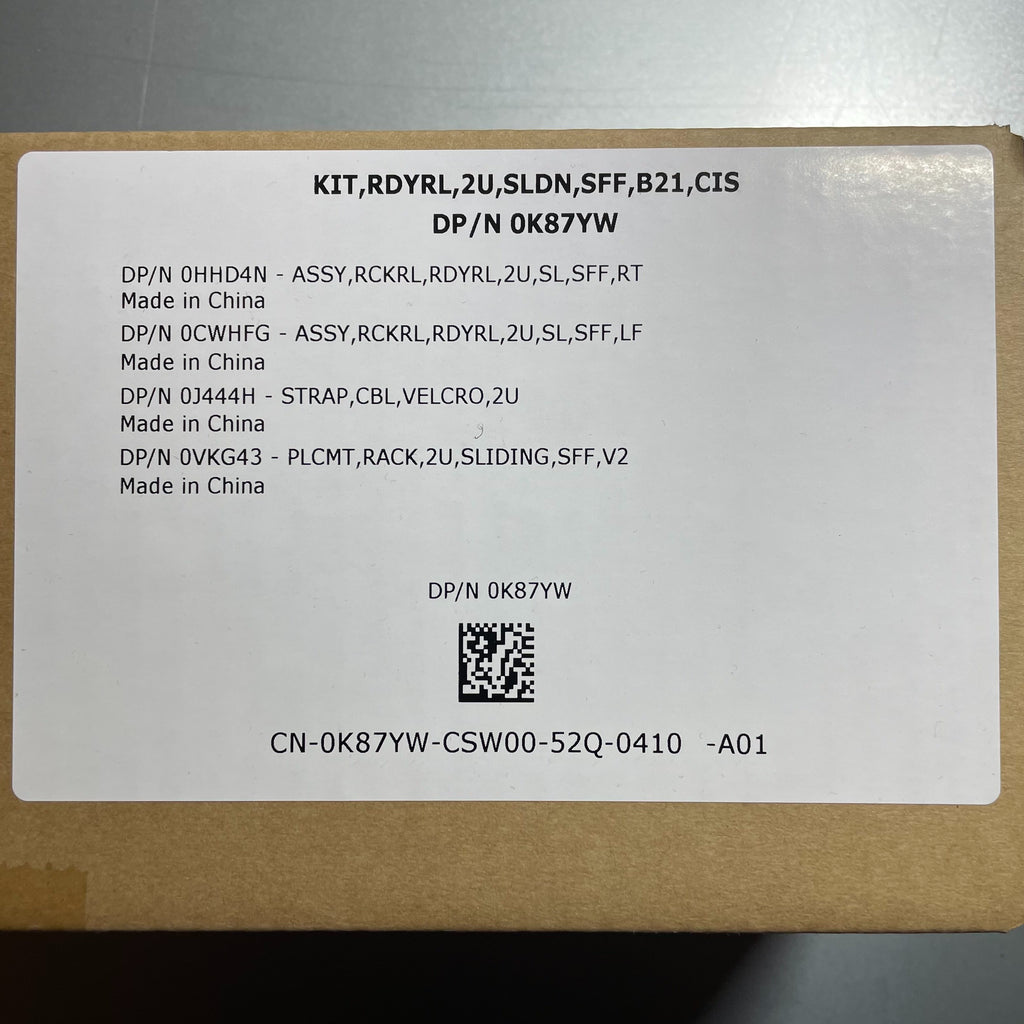 KIT,RDYRL,2U,SLDN,SFF,B21,CIS
DP/N 0K87YW
DP/N 0HHD4N - ASSY,RCKRL,RDYRL,2U,SL,SFF,RT
Made in China
DP/N 0CWHFG - ASSY,RCKRL,RDYRL,2U,SL,SFF,LF
Made in China
DP/N 0J444H - STRAP,CBL,VELCRO,2U
Made in China
DP/N 0VKG43 - PLCMT,RACK,2U,SLIDING,SFF,V2
Made in China
DP/N 0K87YW
CN-0K87YW-CSW00-52Q-0410 -A01